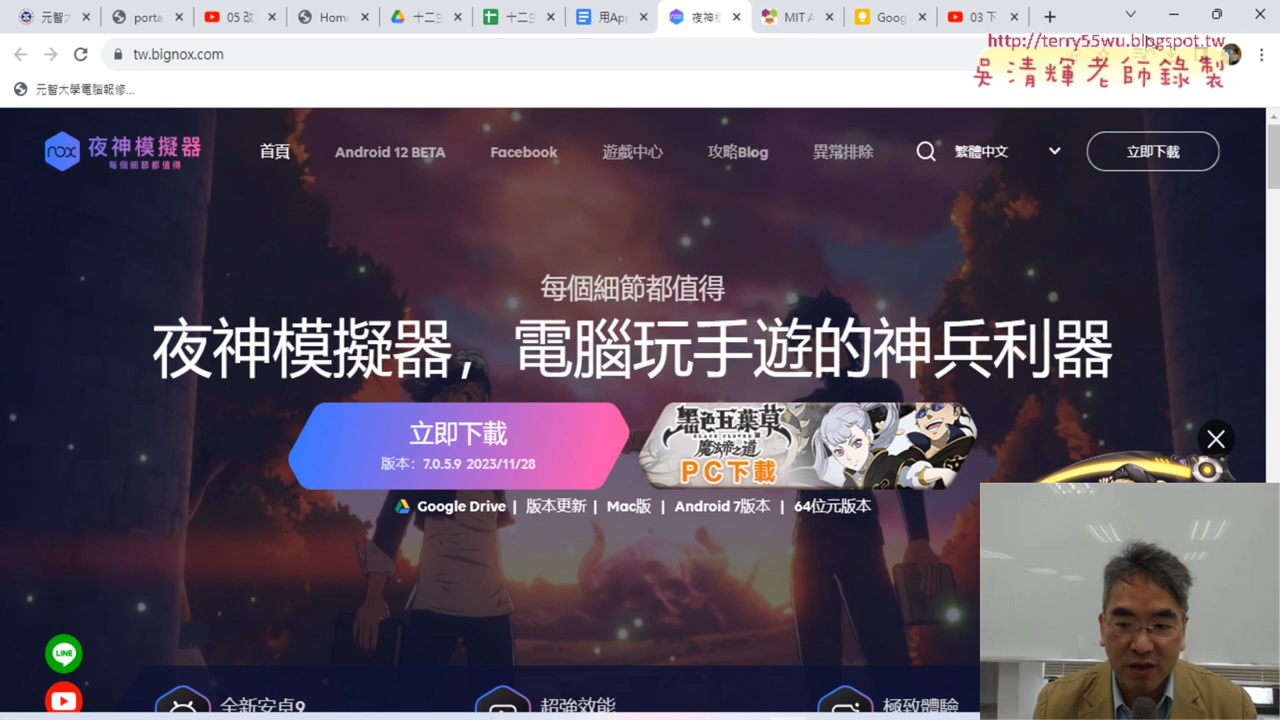 元智
porta
05 改
Home
十二生
十二生
用App
夜神
MIT A
Goog
03 下
http://terry55wu.blogspot.tw
tw.bignox.com
吳清輝老師錄製
元智大學電腦報修...
nox
夜神模擬器
每個細節都值得
首頁
Android 12 BETA
Facebook
遊戲中心
攻略Blog
異常排除
繁體中文
立即下載
每個細節都值得
夜神模擬器，電腦玩手遊的神兵利器
立即下載
版本：7.0.5.9 2023/11/28
黑色五葉草
BLACK CLOVER
魔法帝之道
PC下載
Google Drive | 版本更新 | Mac版 | Android 7版本 | 64位元版本
LINE
全新安卓9
超強效能
極致體驗